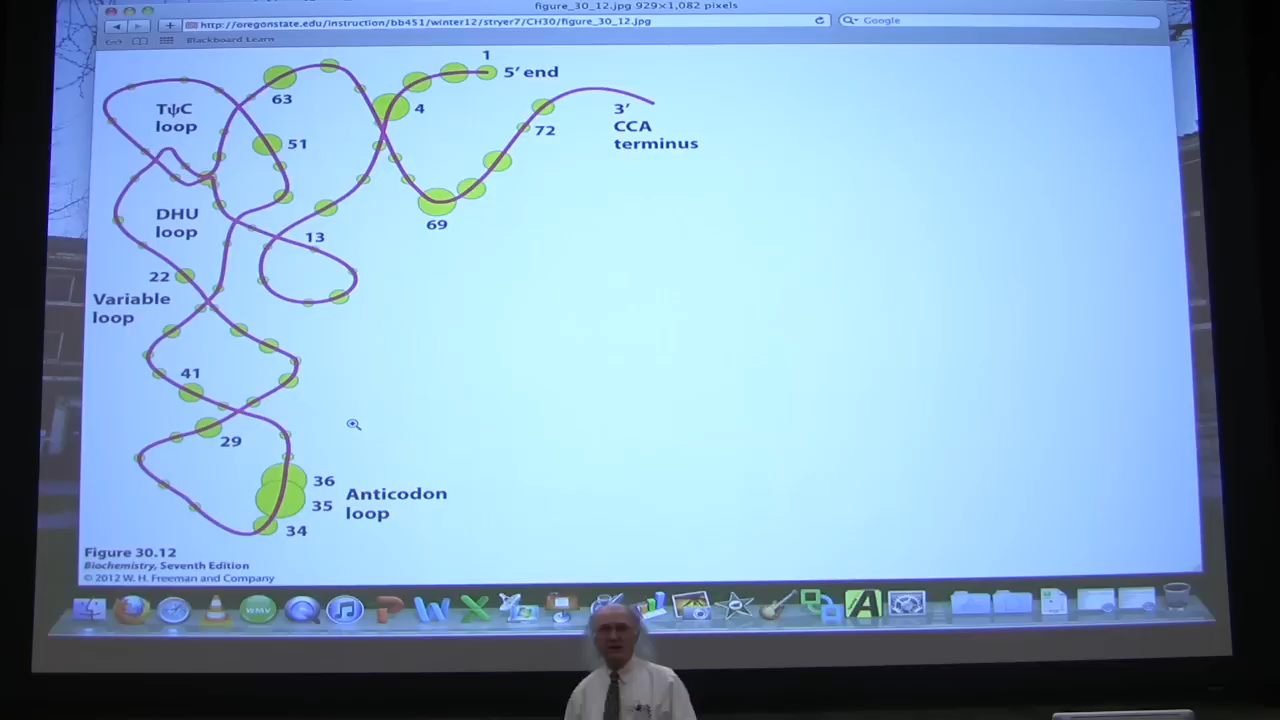 figure_30_12.jpg 929×1,082 pixels
http://oregonstate.edu/instruction/bb451/winter12/stryer7/CH30/figure_30_12.jpg
Google
Blackboard Learn
1
5′ end
63
4
TψC
loop
3′
CCA
terminus
72
51
DHU
loop
69
13
22
Variable
loop
41
29
36
35
34
Anticodon
loop
Figure 30.12
Biochemistry, Seventh Edition
© 2012 W. H. Freeman and Company
WMV
P
W
X
A